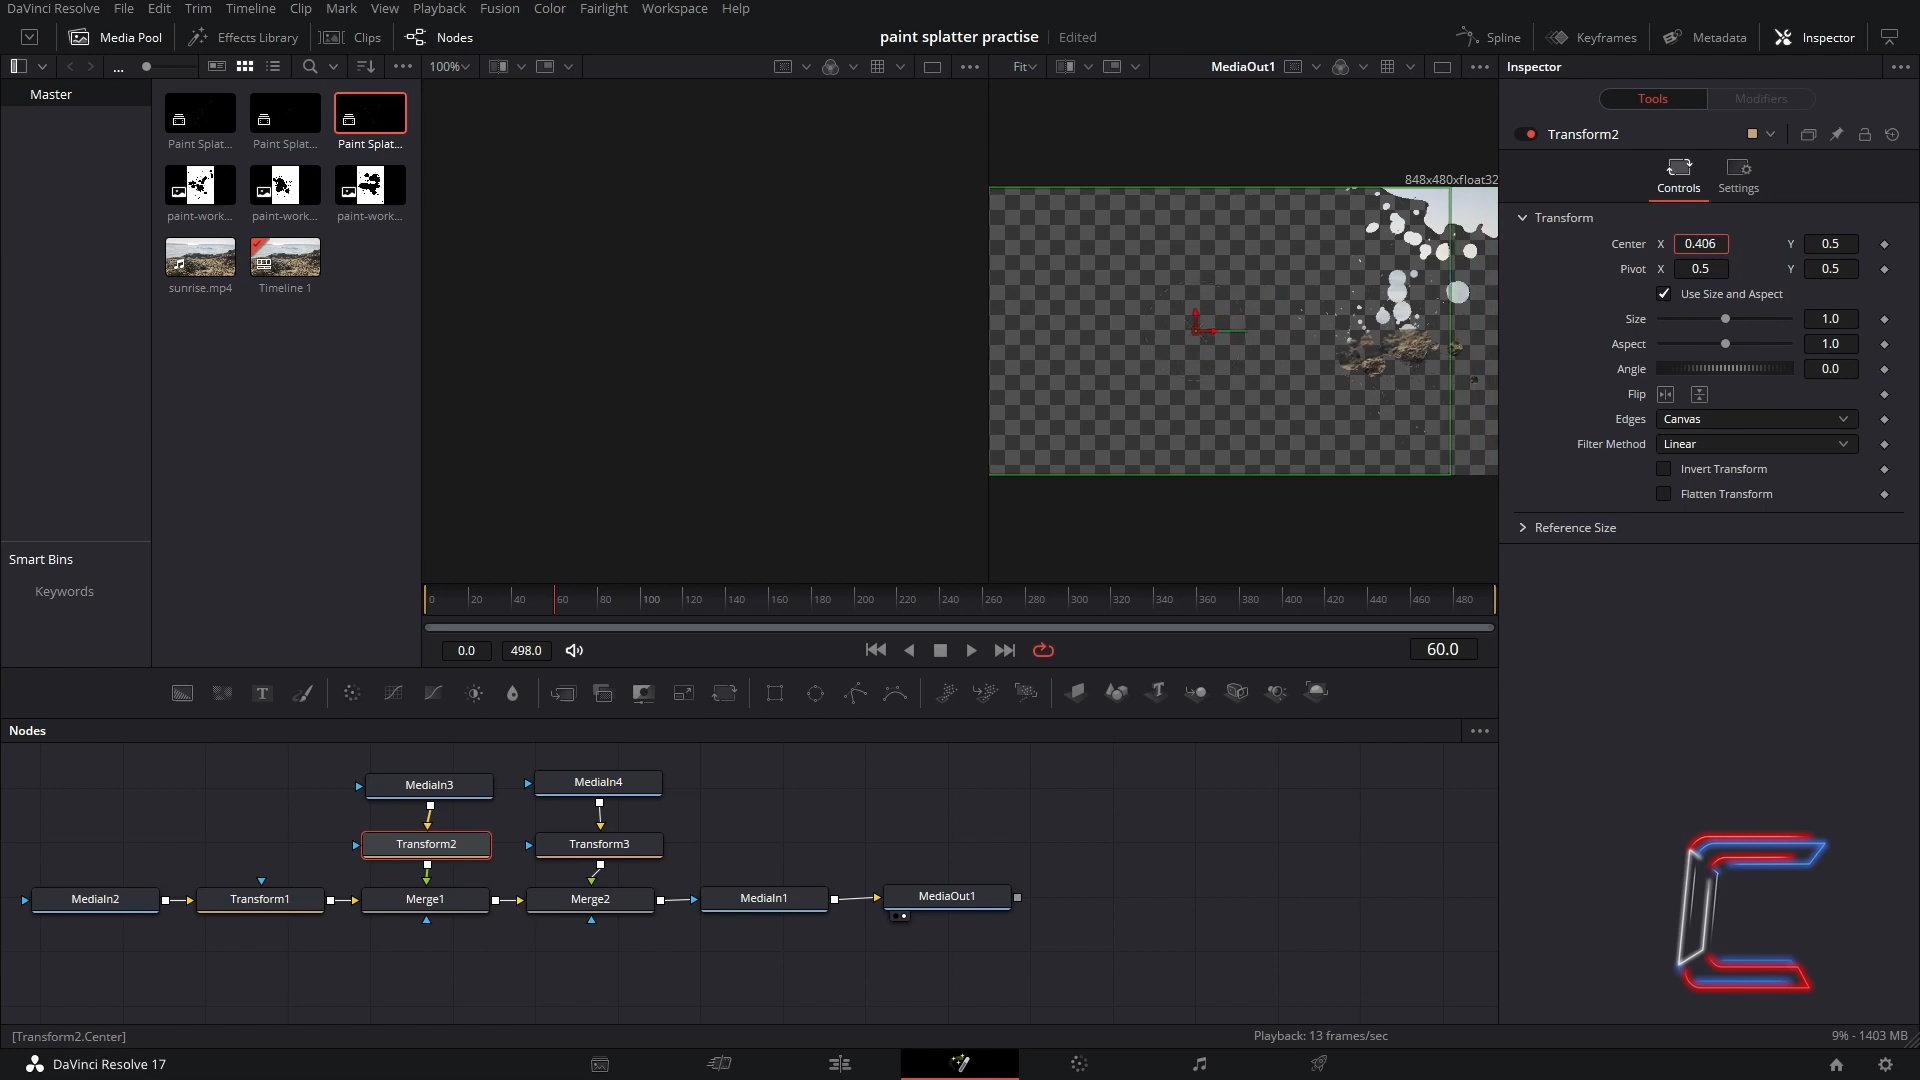 DaVinci Resolve File Edit Trim Timeline Clip Mark View Playback Fusion Color Fairlight Workspace Help
Media Pool Effects Library Clips Nodes paint splatter practise Edited Spline Keyframes Metadata Inspector
... 100% Fit MediaOut1 Inspector
Master
Tools Modifiers
Paint Splat... Paint Splat... Paint Splat...
Transform2
848x480xfloat32
Controls Settings
paint-work... paint-work... paint-work...
Transform
Center X 0.406 Y 0.5
Pivot X 0.5 Y 0.5
sunrise.mp4 Timeline 1
Use Size and Aspect
Size 1.0
Aspect 1.0
Angle 0.0
Flip
Edges Canvas
Filter Method Linear
Invert Transform
Flatten Transform
Reference Size
Smart Bins
Keywords
0 20 40 60 80 100 120 140 160 180 200 220 240 260 280 300 320 340 360 380 400 420 440 460 480
0.0 498.0 60.0
T T
Nodes
MediaIn3 MediaIn4
Transform2 Transform3
MediaIn2 Transform1 Merge1 Merge2 MediaIn1 MediaOut1
[Transform2.Center] Playback: 13 frames/sec 9% - 1403 MB
DaVinci Resolve 17